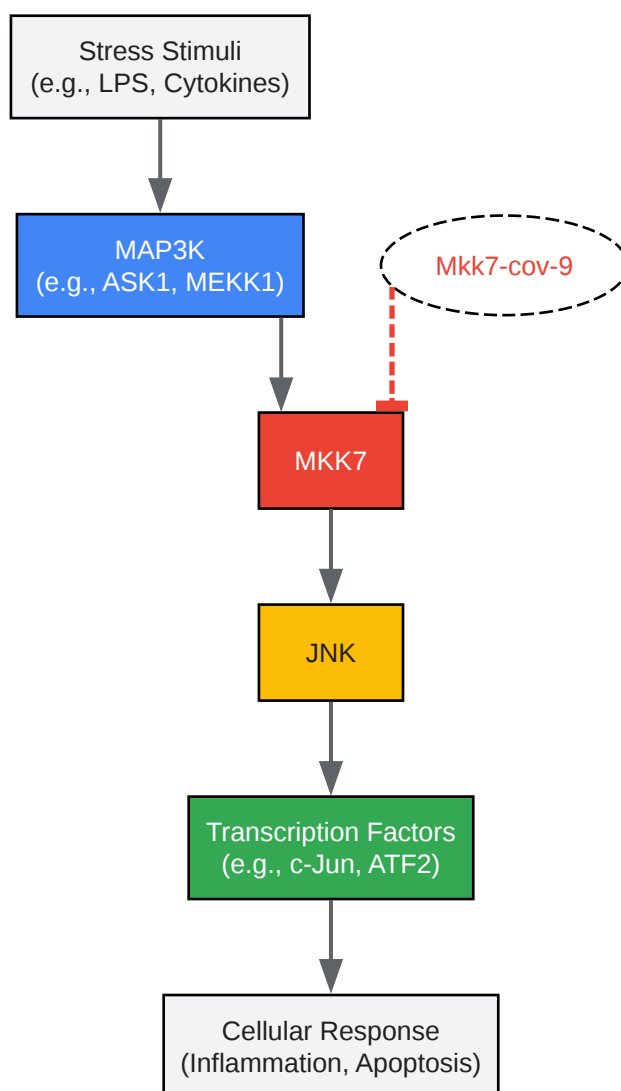 Stress Stimuli
(e.g., LPS, Cytokines)
MAP3K
(e.g., ASK1, MEKK1)
Mkk7-cov-9
MKK7
JNK
Transcription Factors
(e.g., c-Jun, ATF2)
Cellular Response
(Inflammation, Apoptosis)